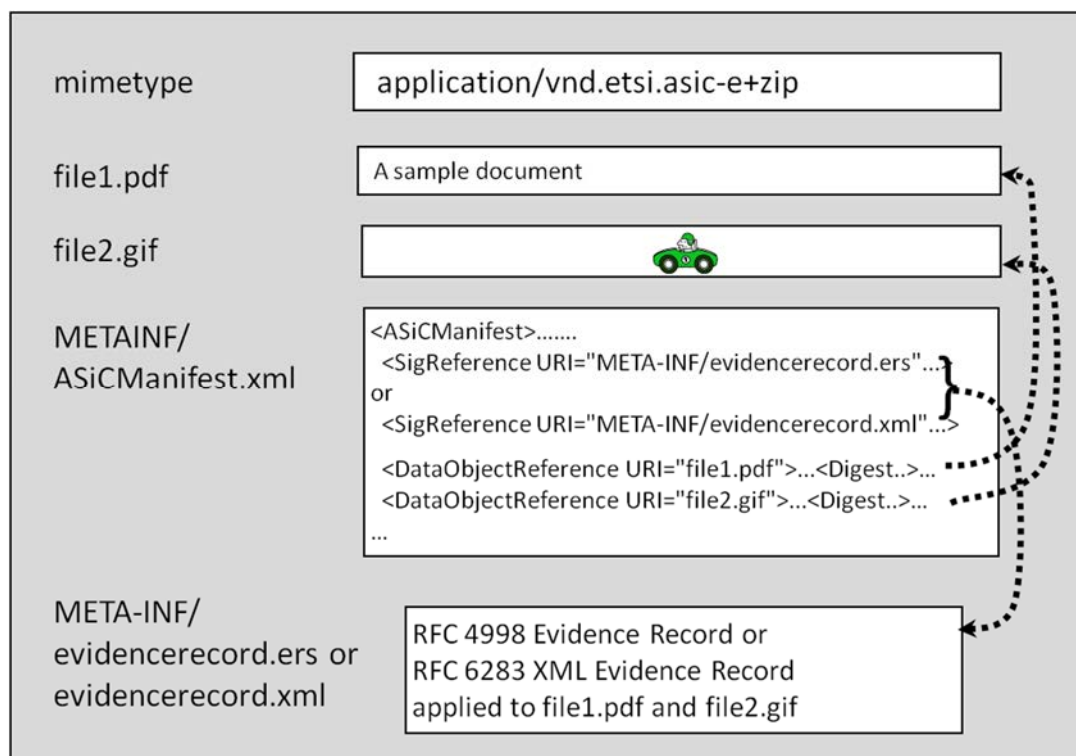 mimetype
application/vnd.etsi.asic-e+zip
file1.pdf
A sample document
file2.gif
METAINF/
ASiCManifest.xml
<ASiCManifest>.......
<SigReference URI="META-INF/evidencerecord.ers"...>
or
<SigReference URI="META-INF/evidencerecord.xml"...>
<DataObjectReference URI="file1.pdf">...<Digest..>...
<DataObjectReference URI="file2.gif">...<Digest..>...
...
META-INF/
evidencerecord.ers or
evidencerecord.xml
RFC 4998 Evidence Record or
RFC 6283 XML Evidence Record
applied to file1.pdf and file2.gif